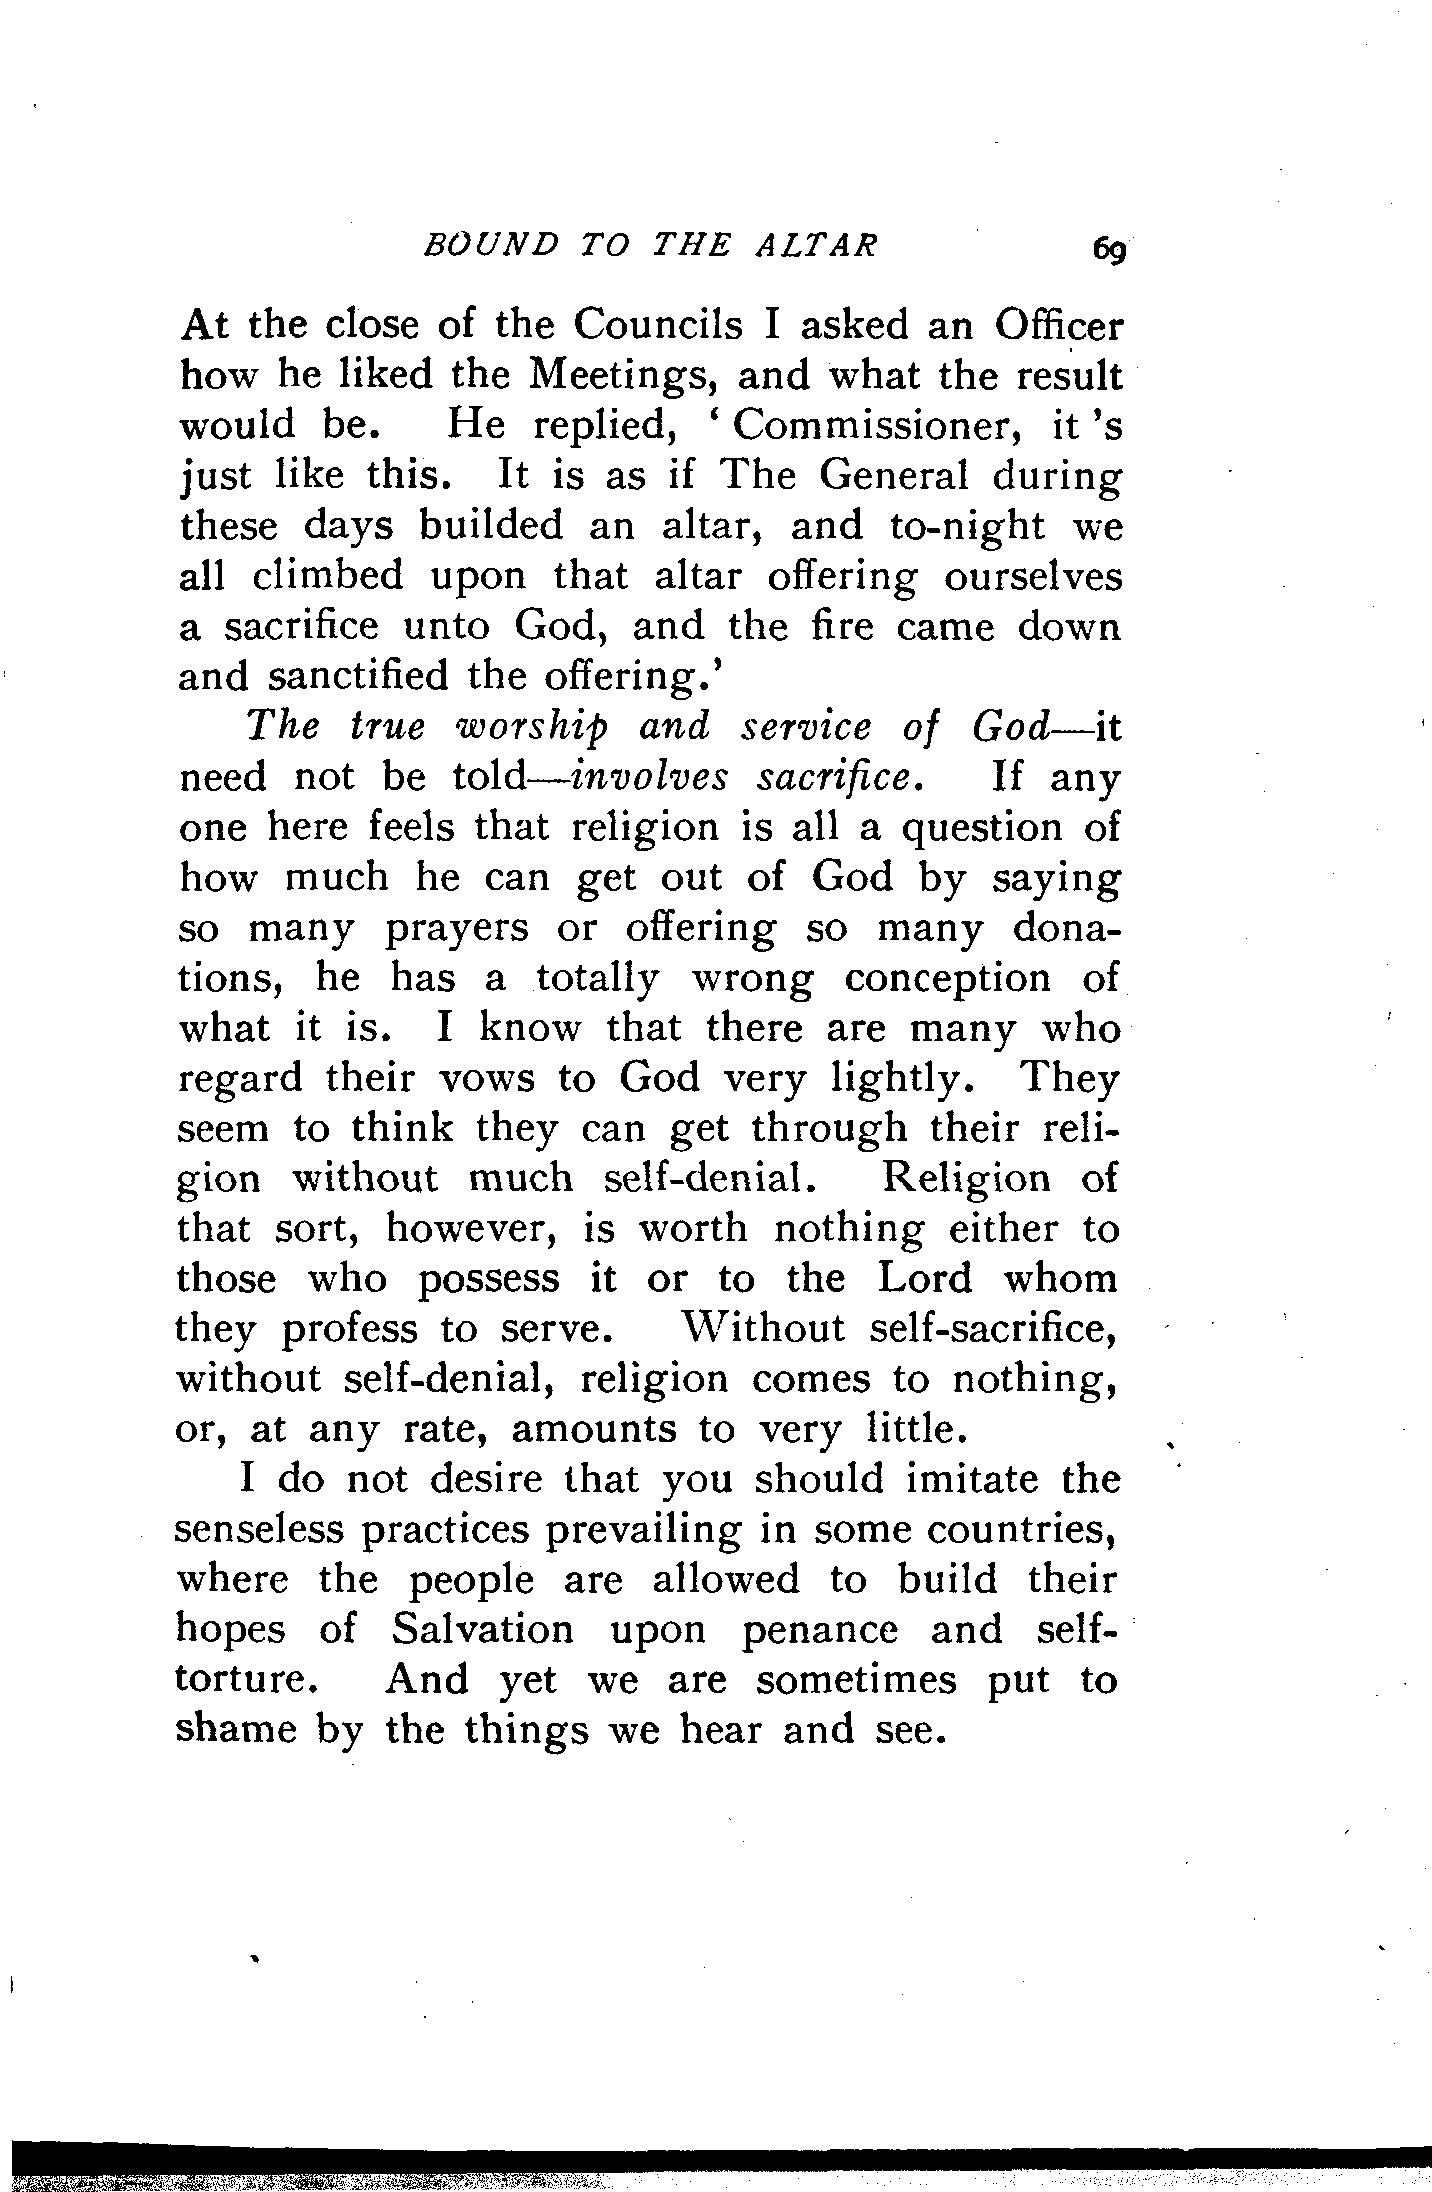 BOUND TO THE ALTAR 69
At the close of the Councils I asked an Officer
how he liked the Meetings, and what the result
would be. He replied, ‘ Commissioner, it ’s
just like this. It is as if The General during
these days builded an altar, and to-night we
all climbed upon that altar offering ourselves
a sacrifice unto God, and the fire came down
and sanctified the offering.’
The true worship and service of God—it
need not be told—involves sacrifice. If any
one here feels that religion is all a question of
how much he can get out of God by saying
so many prayers or offering so many dona-
tions, he has a totally wrong conception of
what it is. I know that there are many who
regard their vows to God very lightly. They
seem to think they can get through their reli-
gion without much self-denial. Religion of
that sort, however, is worth nothing either to
those who possess it or to the Lord whom
they profess to serve. Without self-sacrifice,
without self-denial, religion comes to nothing,
or, at any rate, amounts to very little.
I do not desire that you should imitate the
senseless practices prevailing in some countries,
where the people are allowed to build their
hopes of Salvation upon penance and self-
torture. And yet we are sometimes put to
shame by the things we hear and see.